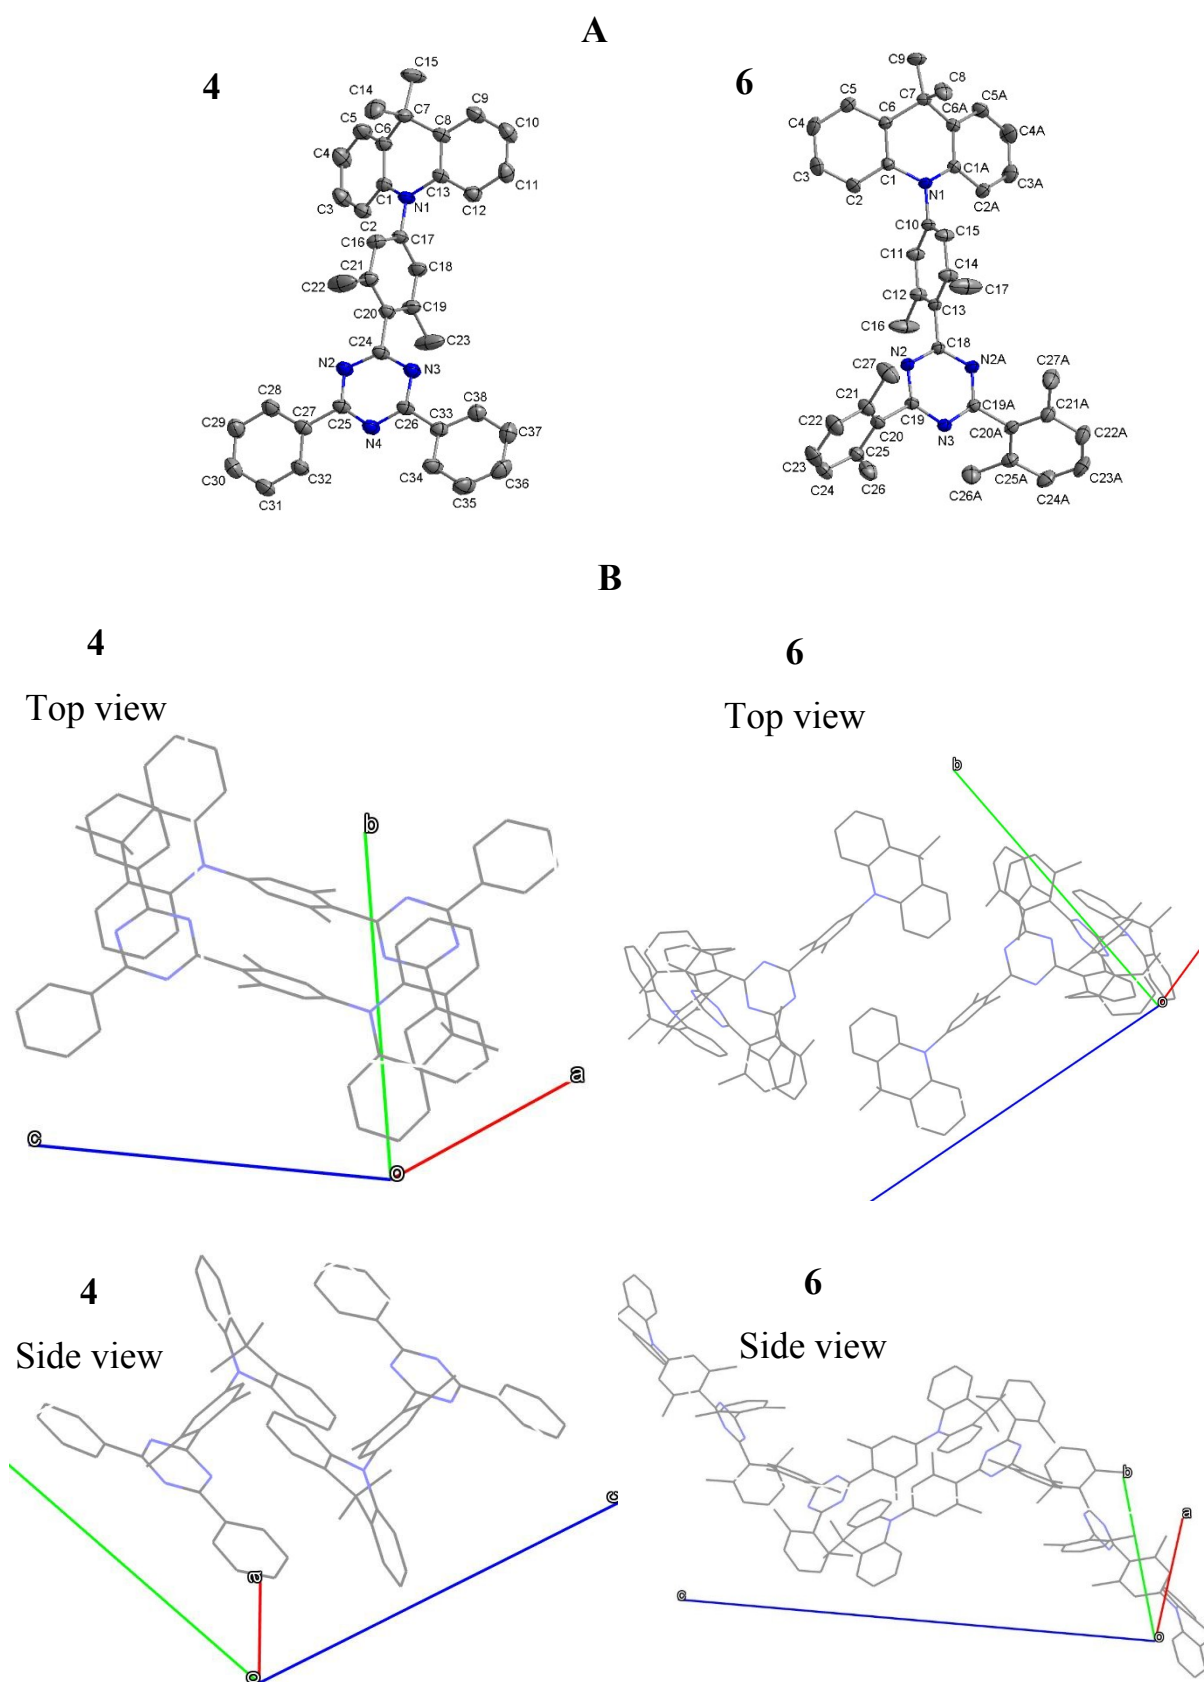 A
4
6
C15
C14
C7
C9
C5
C6
C8
C10
C4
C3
C1
C13
C11
N1
C12
C2
C16
C17
C21
C18
C22
C19
C20
C24
C23
N2
N3
C28
C38
C29
C27
C33
C37
C25
C26
N4
C30
C32
C34
C36
C31
C35
C9
C8
C5
C7
C5A
C6
C6A
C4
C4A
C3
C1
C1A
C3A
C2
N1
C2A
C10
C15
C11
C14
C12
C17
C13
C16
C18
C27
N2
N2A
C27A
C21
C19A
C21A
C22
C20
C19
C20A
C22A
N3
C25
C23
C24
C26
C26A
C25A
C23A
C24A
B
4
Top view
b
a
c
o
6
Top view
b
o
4
Side view
c
a
o
6
Side view
b
a
c
o